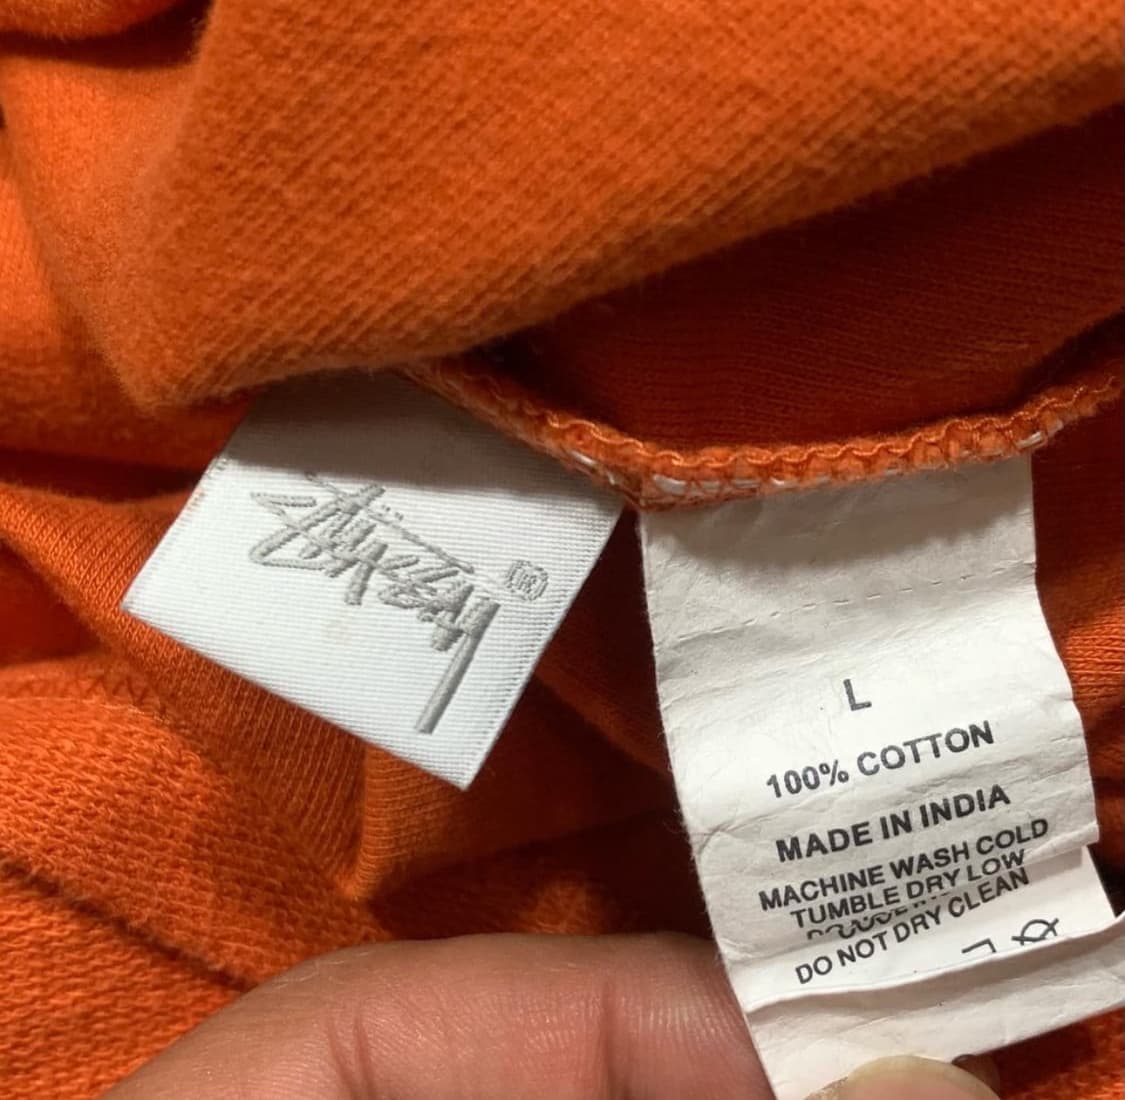 Stüssy®
L
100% COTTON
MADE IN INDIA
MACHINE WASH COLD
TUMBLE DRY LOW
DO NOT DRY CLEAN